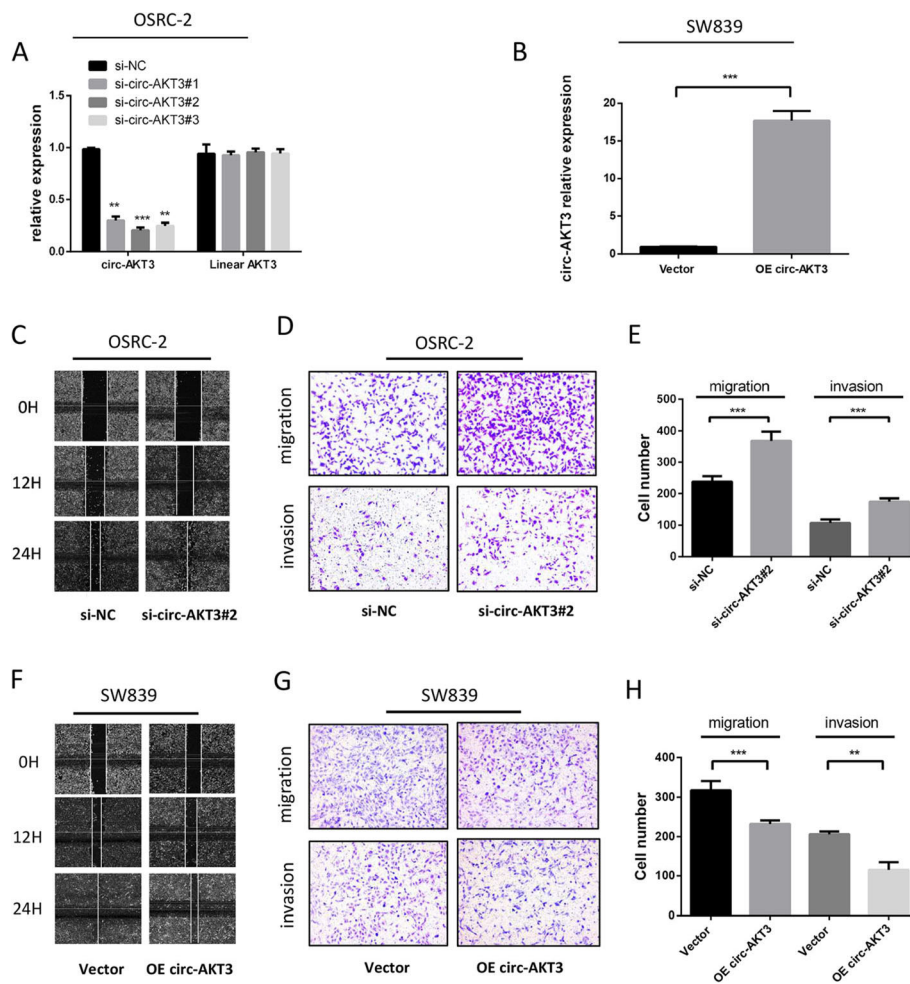 OSRC-2
A
si-NC
si-circ-AKT3#1
si-circ-AKT3#2
si-circ-AKT3#3
relative expression
1.5
1.0
0.5
0.0
** *** **
circ-AKT3 Linear AKT3
SW839
B
***
circ-AKT3 relative expression
20
15
10
5
0
Vector OE circ-AKT3
C
OSRC-2
0H
12H
24H
si-NC si-circ-AKT3#2
D
OSRC-2
migration
invasion
si-NC si-circ-AKT3#2
E
migration invasion
*** ***
Cell number
500
400
300
200
100
0
si-NC
si-circ-AKT3#2
si-NC
si-circ-AKT3#2
F
SW839
0H
12H
24H
Vector OE circ-AKT3
G
SW839
migration
invasion
Vector OE circ-AKT3
H
migration invasion
*** **
Cell number
400
300
200
100
0
Vector
OE circ-AKT3
Vector
OE circ-AKT3